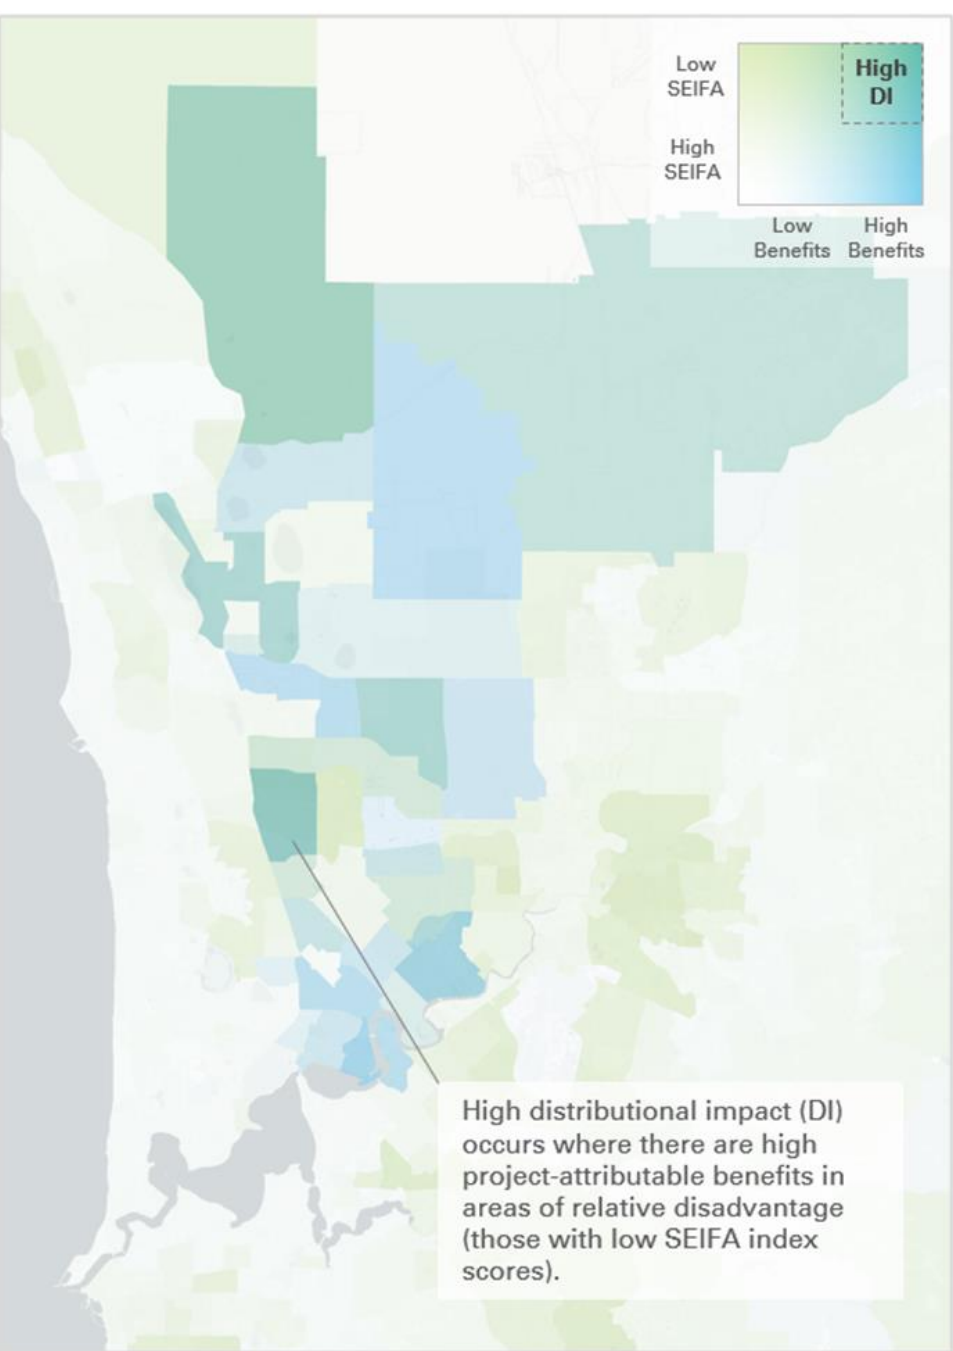 Low
SEIFA
High
SEIFA
High
DI
Low
Benefits
High
Benefits
High distributional impact (DI)
occurs where there are high
project-attributable benefits in
areas of relative disadvantage
(those with low SEIFA index
scores).